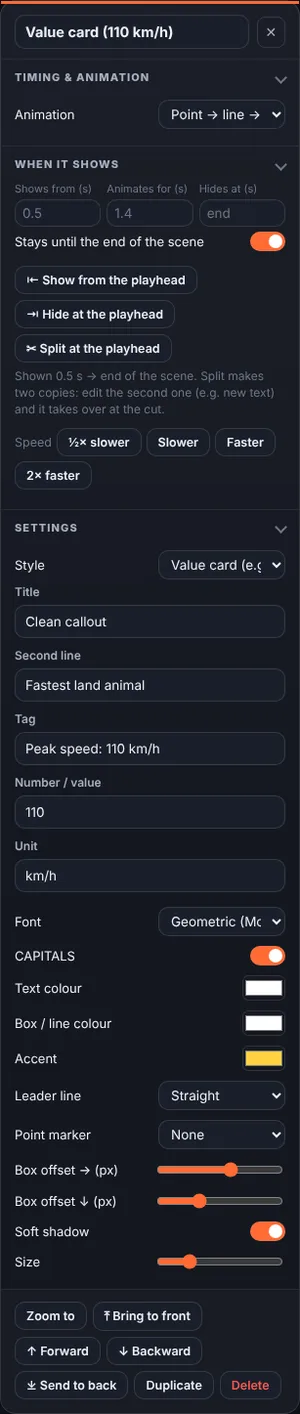 Value card (110 km/h)
×
TIMING & ANIMATION
Animation
Point → line →
WHEN IT SHOWS
Shows from (s)
Animates for (s)
Hides at (s)
0.5
1.4
end
Stays until the end of the scene
⇤ Show from the playhead
⇥ Hide at the playhead
✂ Split at the playhead
Shown 0.5 s → end of the scene. Split makes
two copies: edit the second one (e.g. new text)
and it takes over at the cut.
Speed
½× slower
Slower
Faster
2× faster
SETTINGS
Style
Value card (e.g
Title
Clean callout
Second line
Fastest land animal
Tag
Peak speed: 110 km/h
Number / value
110
Unit
km/h
Font
Geometric (Mo
CAPITALS
Text colour
Box / line colour
Accent
Leader line
Straight
Point marker
None
Box offset → (px)
Box offset ↓ (px)
Soft shadow
Size
Zoom to
⤒ Bring to front
↑ Forward
↓ Backward
⤓ Send to back
Duplicate
Delete